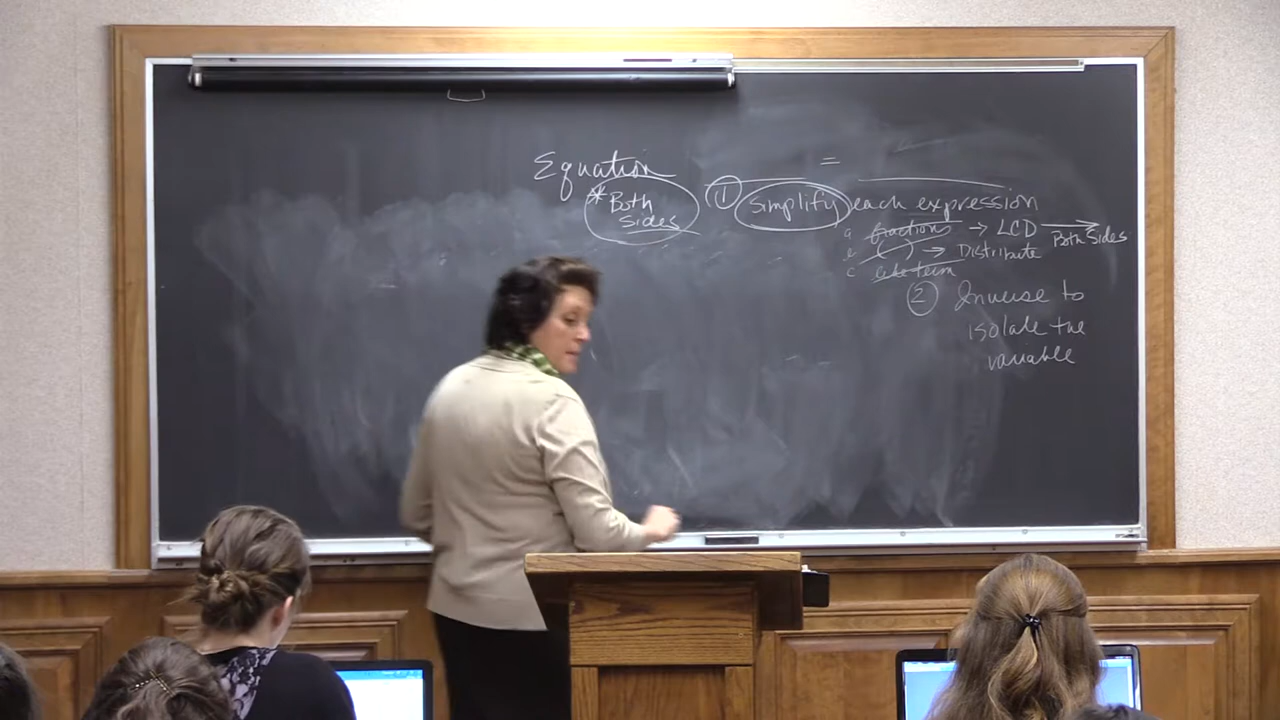 Equation =
* Both Sides
① Simplify each expression
a fractions → LCD → Both Sides
( ) → Distribute
c like term
② Inverse to
isolate the
variable